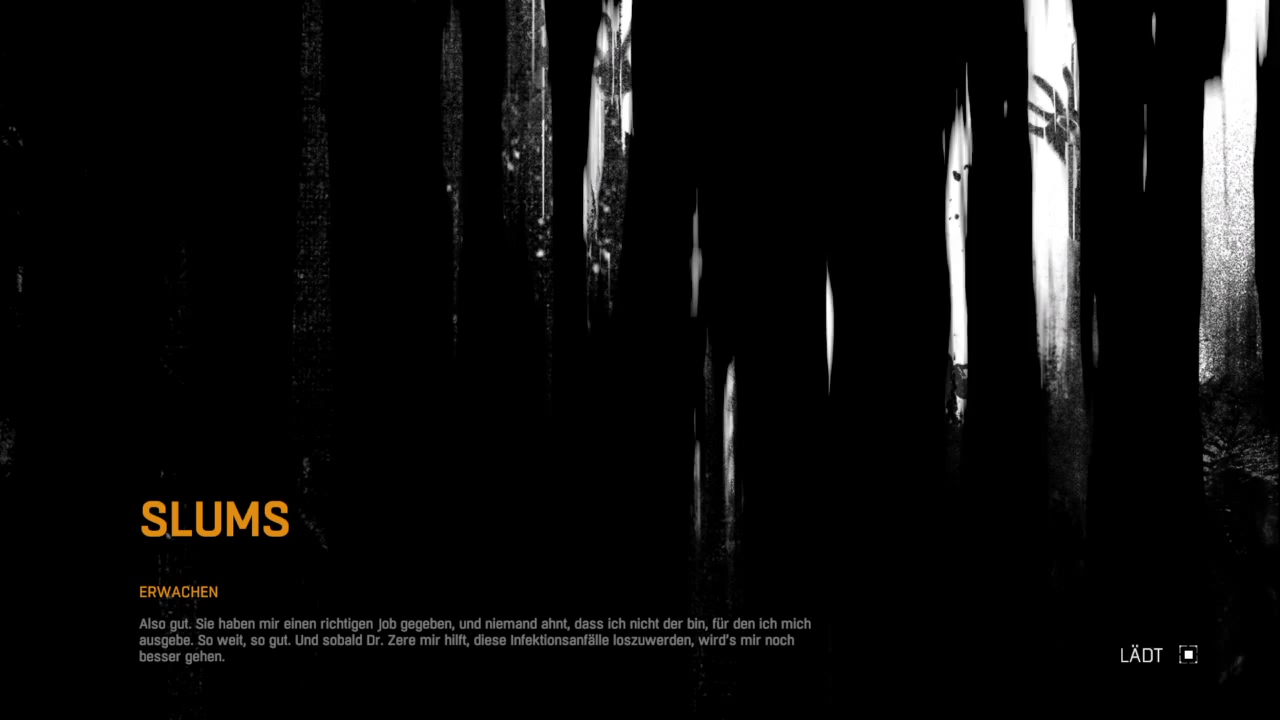 SLUMS
ERWACHEN
Also gut. Sie haben mir einen richtigen Job gegeben, und niemand ahnt, dass ich nicht der bin, für den ich mich
ausgebe. So weit, so gut. Und sobald Dr. Zere mir hilft, diese Infektionsanfälle loszuwerden, wird's mir noch
besser gehen.
LÄDT